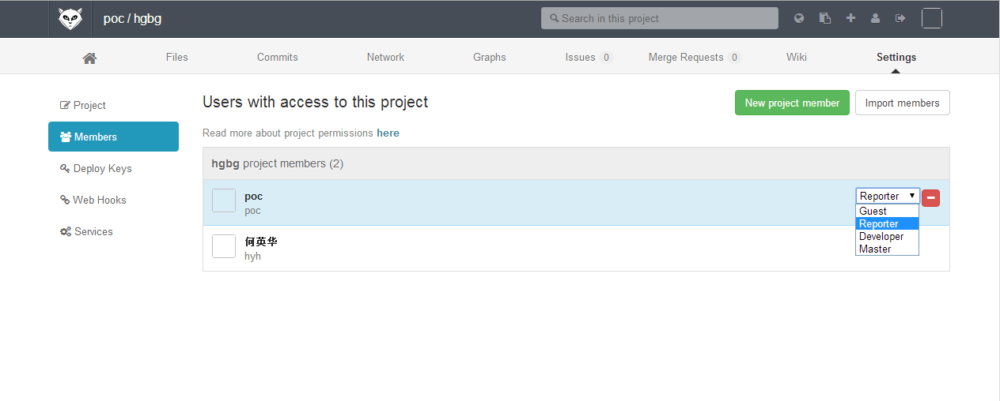 poc / hgbg
Search in this project
Files
Commits
Network
Graphs
Issues 0
Merge Requests 0
Wiki
Settings
Project
Members
Deploy Keys
Web Hooks
Services
Users with access to this project
New project member
Import members
Read more about project permissions here
hgbg project members (2)
poc
poc
Reporter
Guest
Reporter
Developer
Master
何英华
hyh